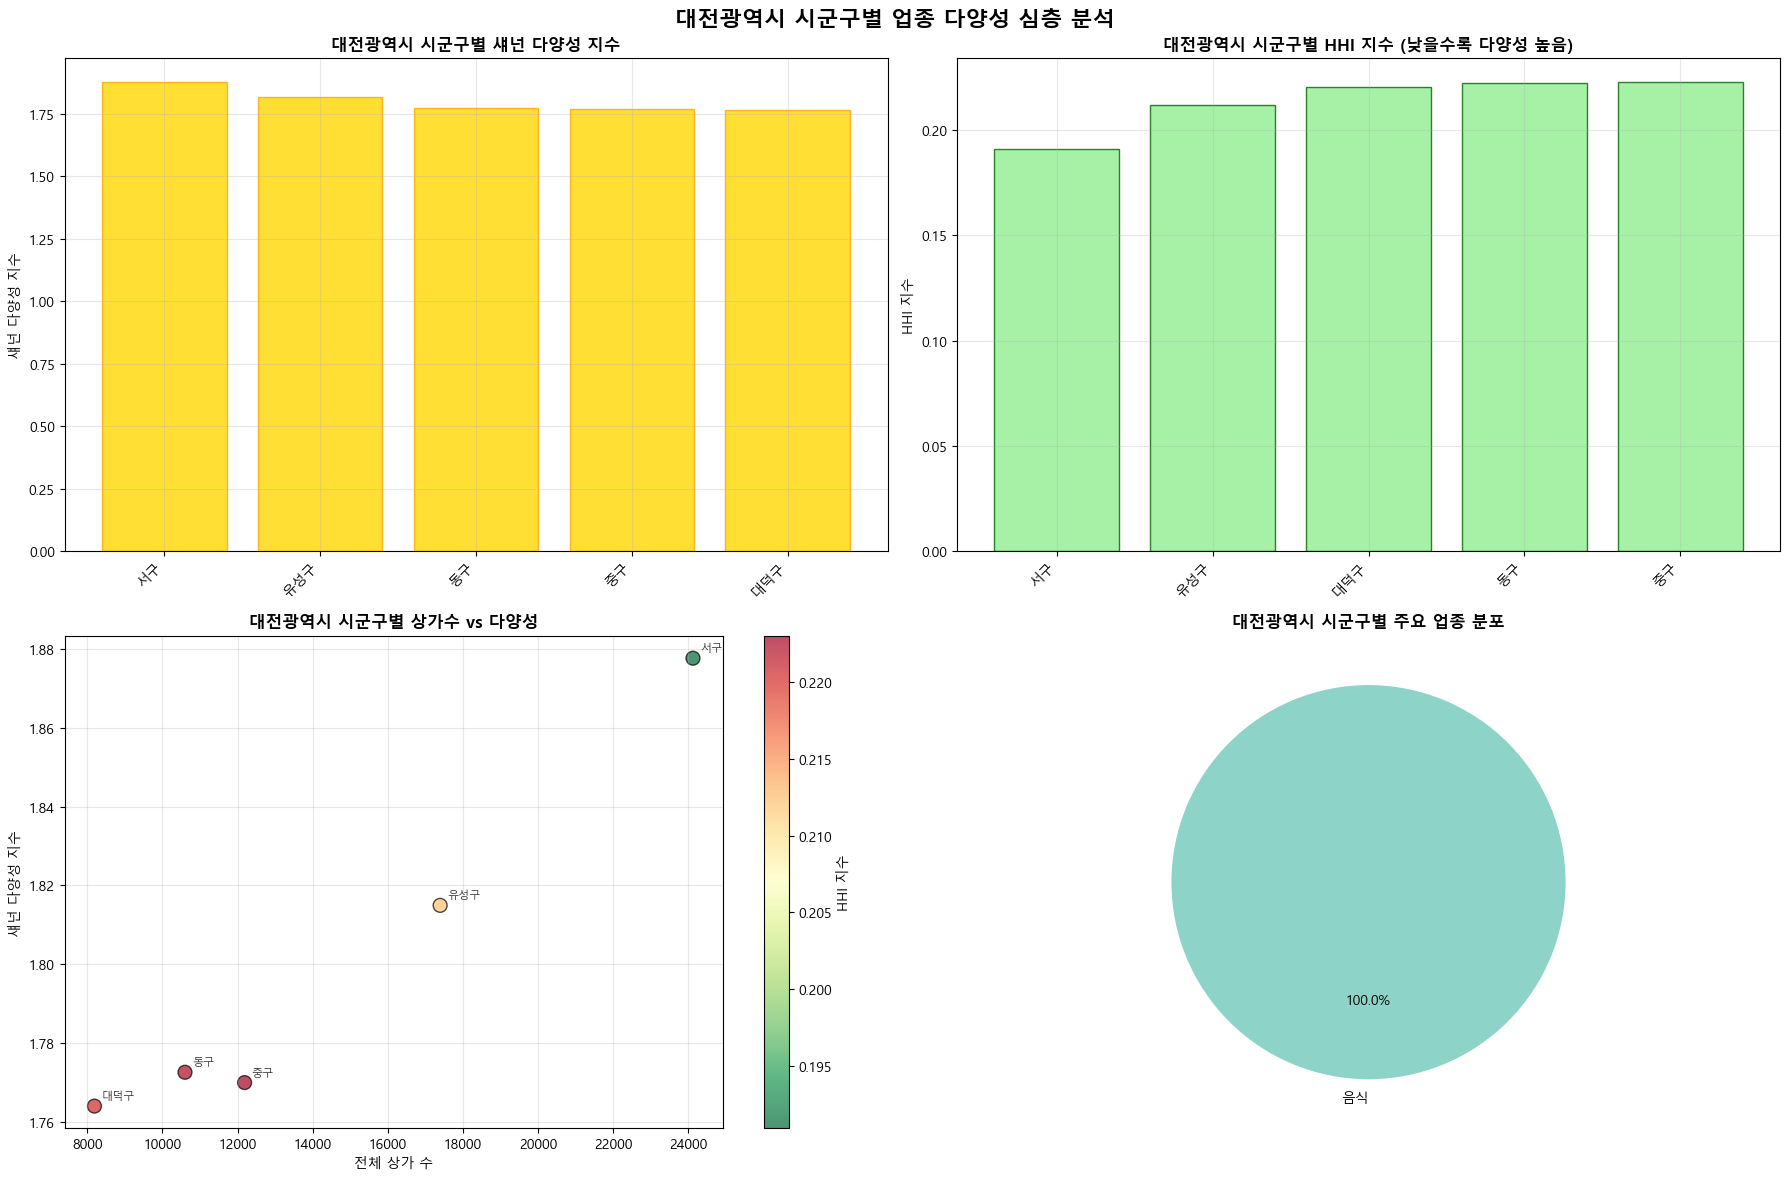 대전광역시 시군구별 업종 다양성 심층 분석
대전광역시 시군구별 섀넌 다양성 지수
섀넌 다양성 지수
1.75
1.50
1.25
1.00
0.75
0.50
0.25
0.00
서구
유성구
동구
중구
대덕구
대전광역시 시군구별 HHI 지수 (낮을수록 다양성 높음)
HHI 지수
0.20
0.15
0.10
0.05
0.00
서구
유성구
대덕구
동구
중구
대전광역시 시군구별 상가수 vs 다양성
섀넌 다양성 지수
1.88
1.86
1.84
1.82
1.80
1.78
1.76
서구
유성구
동구
중구
대덕구
8000 10000 12000 14000 16000 18000 20000 22000 24000
전체 상가 수
0.220
0.215
0.210
0.205
0.200
0.195
HHI 지수
대전광역시 시군구별 주요 업종 분포
100.0%
음식